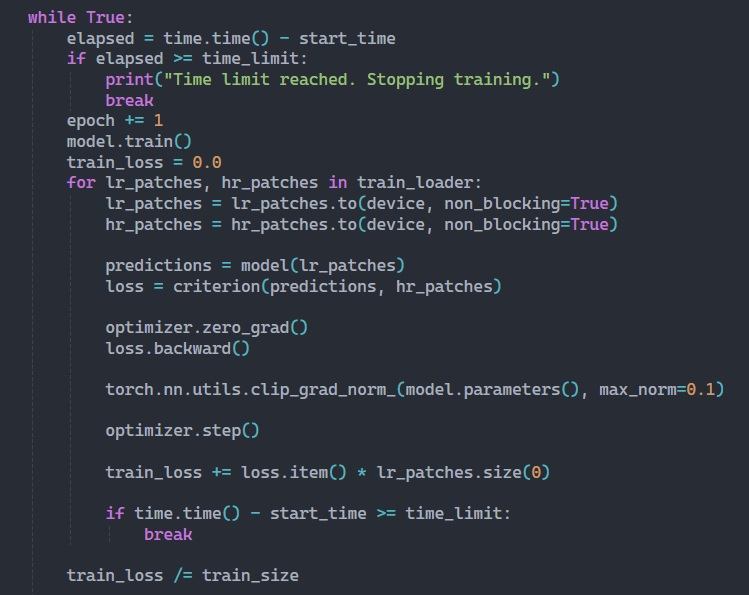 while True:
    elapsed = time.time() - start_time
    if elapsed >= time_limit:
        print("Time limit reached. Stopping training.")
        break
    epoch += 1
    model.train()
    train_loss = 0.0
    for lr_patches, hr_patches in train_loader:
        lr_patches = lr_patches.to(device, non_blocking=True)
        hr_patches = hr_patches.to(device, non_blocking=True)

        predictions = model(lr_patches)
        loss = criterion(predictions, hr_patches)

        optimizer.zero_grad()
        loss.backward()

        torch.nn.utils.clip_grad_norm_(model.parameters(), max_norm=0.1)

        optimizer.step()

        train_loss += loss.item() * lr_patches.size(0)

        if time.time() - start_time >= time_limit:
            break

    train_loss /= train_size